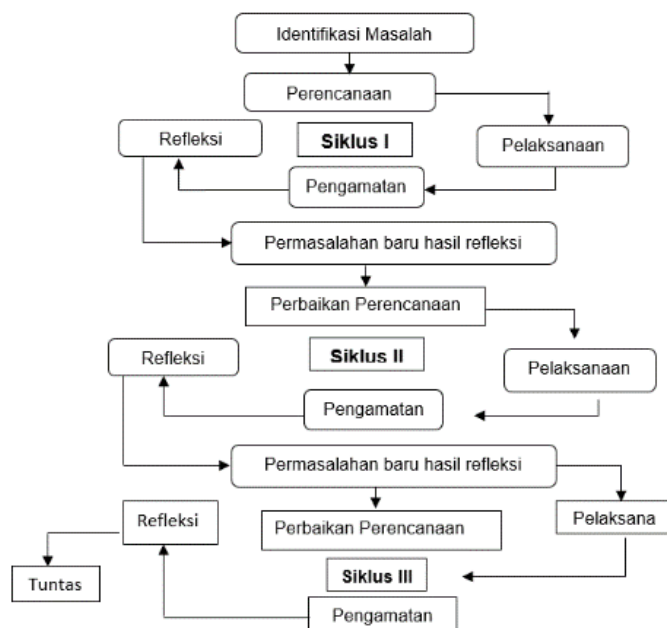 Identifikasi Masalah
Perencanaan
Refleksi
Siklus I
Pelaksanaan
Pengamatan
Permasalahan baru hasil refleksi
Perbaikan Perencanaan
Refleksi
Siklus II
Pelaksanaan
Pengamatan
Permasalahan baru hasil refleksi
Refleksi
Perbaikan Perencanaan
Pelaksana
Tuntas
Siklus III
Pengamatan